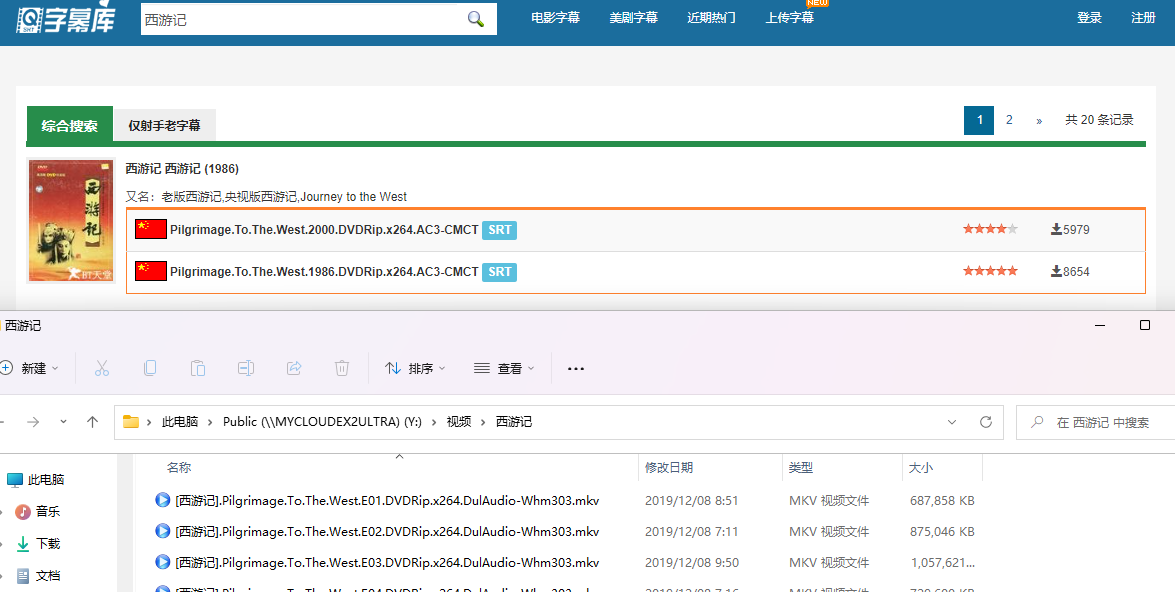 字幕库
SRT
西游记
电影字幕 美剧字幕 近期热门 上传字幕 NEW 登录 注册
综合搜索 仅射手老字幕 1 2 » 共 20 条记录
西游记
BT天堂
西游记 西游记 (1986)
又名：老版西游记,央视版西游记,Journey to the West
Pilgrimage.To.The.West.2000.DVDRip.x264.AC3-CMCT SRT 5979
Pilgrimage.To.The.West.1986.DVDRip.x264.AC3-CMCT SRT 8654
西游记
新建 排序 查看 ...
此电脑 › Public (\\MYCLOUDEX2ULTRA) (Y:) › 视频 › 西游记 在 西游记 中搜索
名称 修改日期 类型 大小
此电脑
音乐
下载
文档
[西游记].Pilgrimage.To.The.West.E01.DVDRip.x264.DulAudio-Whm303.mkv 2019/12/08 8:51 MKV 视频文件 687,858 KB
[西游记].Pilgrimage.To.The.West.E02.DVDRip.x264.DulAudio-Whm303.mkv 2019/12/08 7:11 MKV 视频文件 875,046 KB
[西游记].Pilgrimage.To.The.West.E03.DVDRip.x264.DulAudio-Whm303.mkv 2019/12/08 9:50 MKV 视频文件 1,057,621...